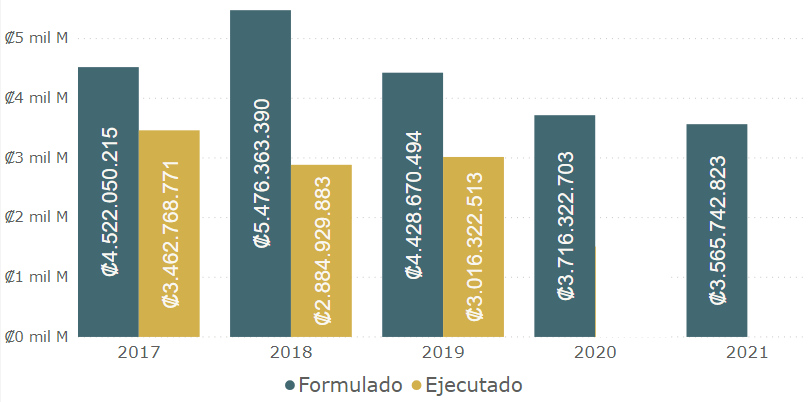 ₡5 mil M
₡4 mil M
₡3 mil M
₡2 mil M
₡1 mil M
₡0 mil M
₡4.522.050.215
₡3.462.768.771
₡5.476.363.390
₡2.884.929.883
₡4.428.670.494
₡3.016.322.513
₡3.716.322.703
₡3.565.742.823
2017 2018 2019 2020 2021
Formulado Ejecutado